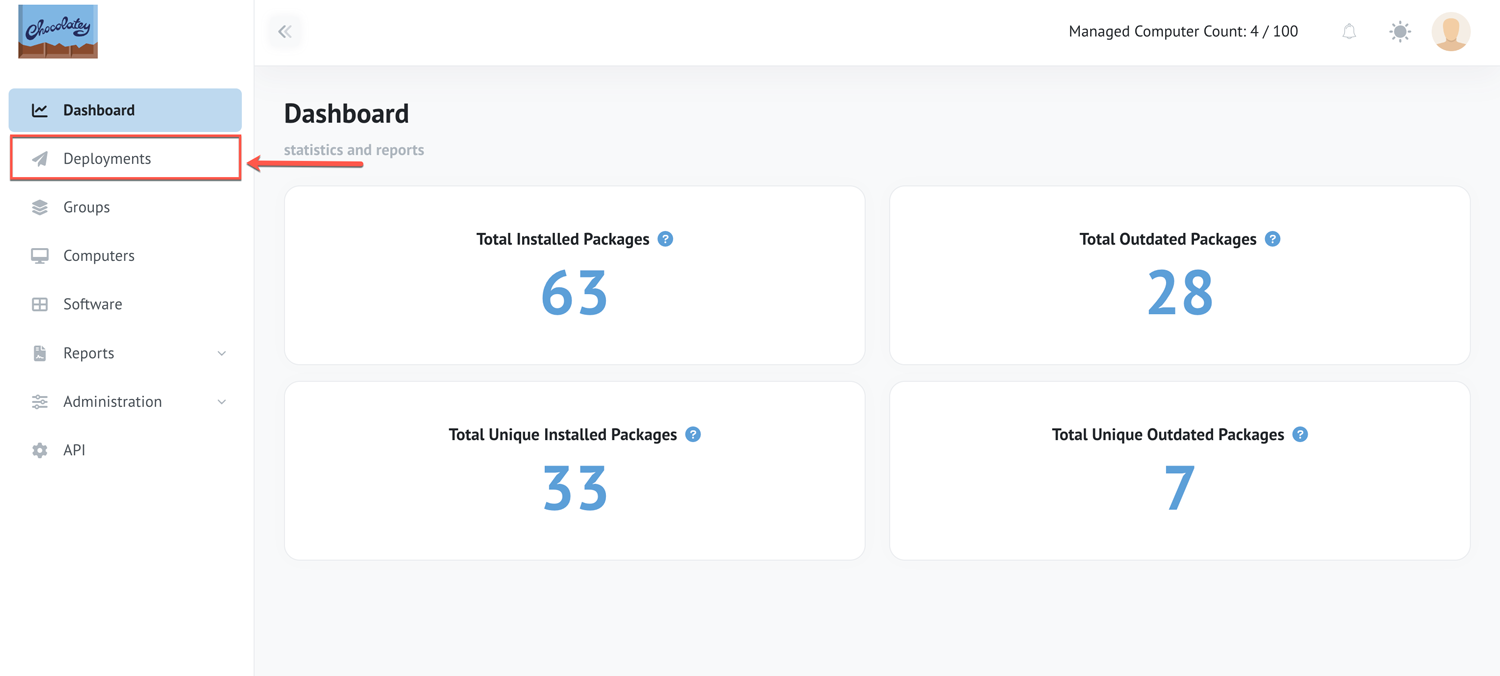 Chocolatey
Managed Computer Count: 4 / 100
Dashboard
Deployments
Groups
Computers
Software
Reports
Administration
API
Dashboard
statistics and reports
Total Installed Packages ?
63
Total Outdated Packages ?
28
Total Unique Installed Packages ?
33
Total Unique Outdated Packages ?
7